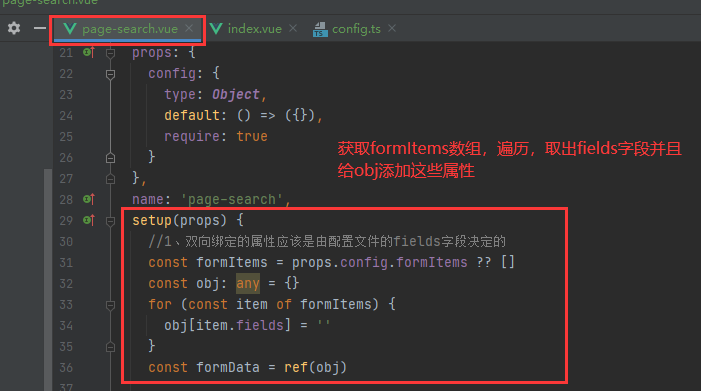 page-search.vue
page-search.vue
index.vue
config.ts
21 props: {
22 config: {
23 type: Object,
24 default: () => ({}),
25 require: true
26 }
27 },
28 name: 'page-search',
29 setup(props) {
30 //1、双向绑定的属性应该是由配置文件的fields字段决定的
31 const formItems = props.config.formItems ?? []
32 const obj: any = {}
33 for (const item of formItems) {
34 obj[item.fields] = ''
35 }
36 const formData = ref(obj)
37
获取formItems数组，遍历，取出fields字段并且
给obj添加这些属性